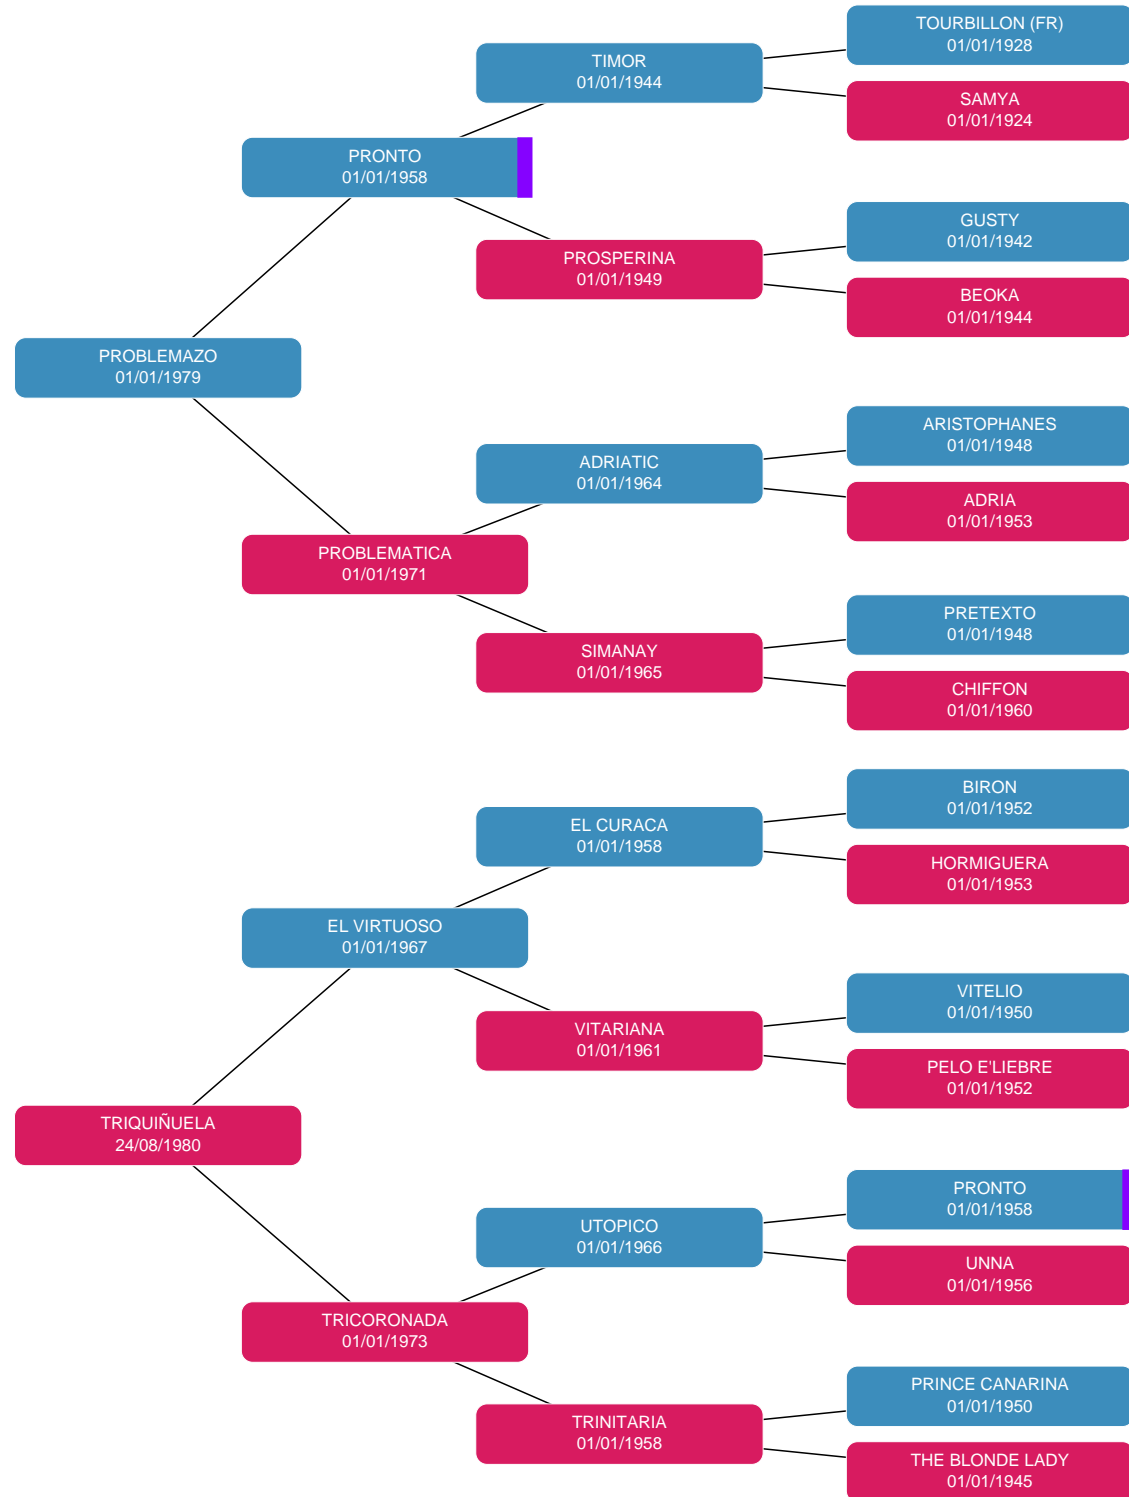 TOURBILLON (FR)
01/01/1928
TIMOR
01/01/1944
SAMYA
01/01/1924
PRONTO
01/01/1958
GUSTY
01/01/1942
PROSPERINA
01/01/1949
BEOKA
01/01/1944
PROBLEMAZO
01/01/1979
ARISTOPHANES
01/01/1948
ADRIATIC
01/01/1964
ADRIA
01/01/1953
PROBLEMATICA
01/01/1971
PRETEXTO
01/01/1948
SIMANAY
01/01/1965
CHIFFON
01/01/1960
BIRON
01/01/1952
EL CURACA
01/01/1958
HORMIGUERA
01/01/1953
EL VIRTUOSO
01/01/1967
VITELIO
01/01/1950
VITARIANA
01/01/1961
PELO E'LIEBRE
01/01/1952
TRIQUIÑUELA
24/08/1980
PRONTO
01/01/1958
UTOPICO
01/01/1966
UNNA
01/01/1956
TRICORONADA
01/01/1973
PRINCE CANARINA
01/01/1950
TRINITARIA
01/01/1958
THE BLONDE LADY
01/01/1945